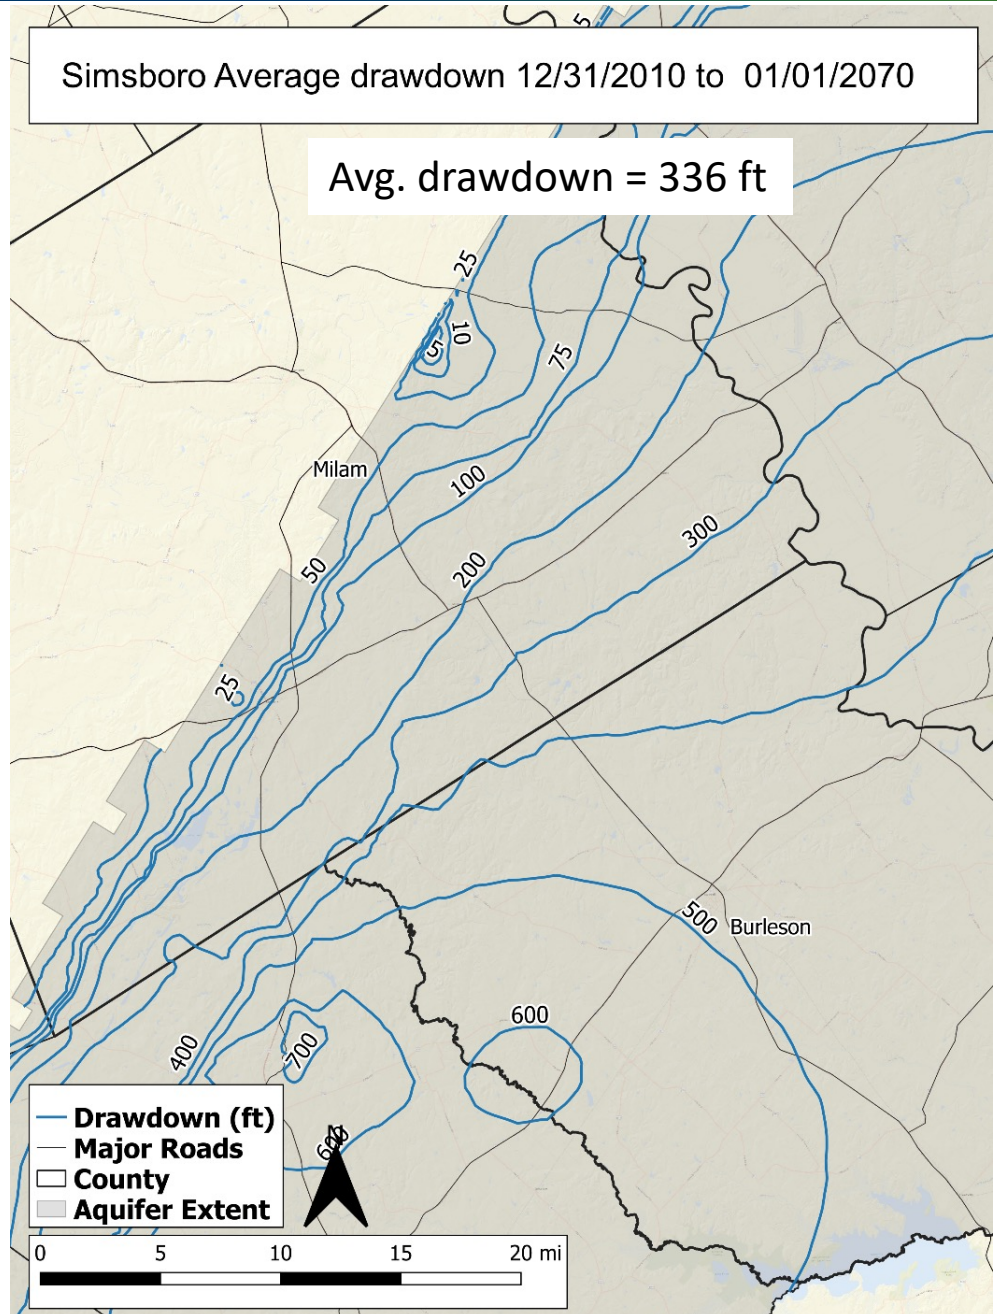 5
Simsboro Average drawdown 12/31/2010 to 01/01/2070
Avg. drawdown = 336 ft
25
10
5
75
Milam
100
300
50
200
25
500
Burleson
600
400
700
600
Drawdown (ft)
Major Roads
County
Aquifer Extent
0 5 10 15 20 mi